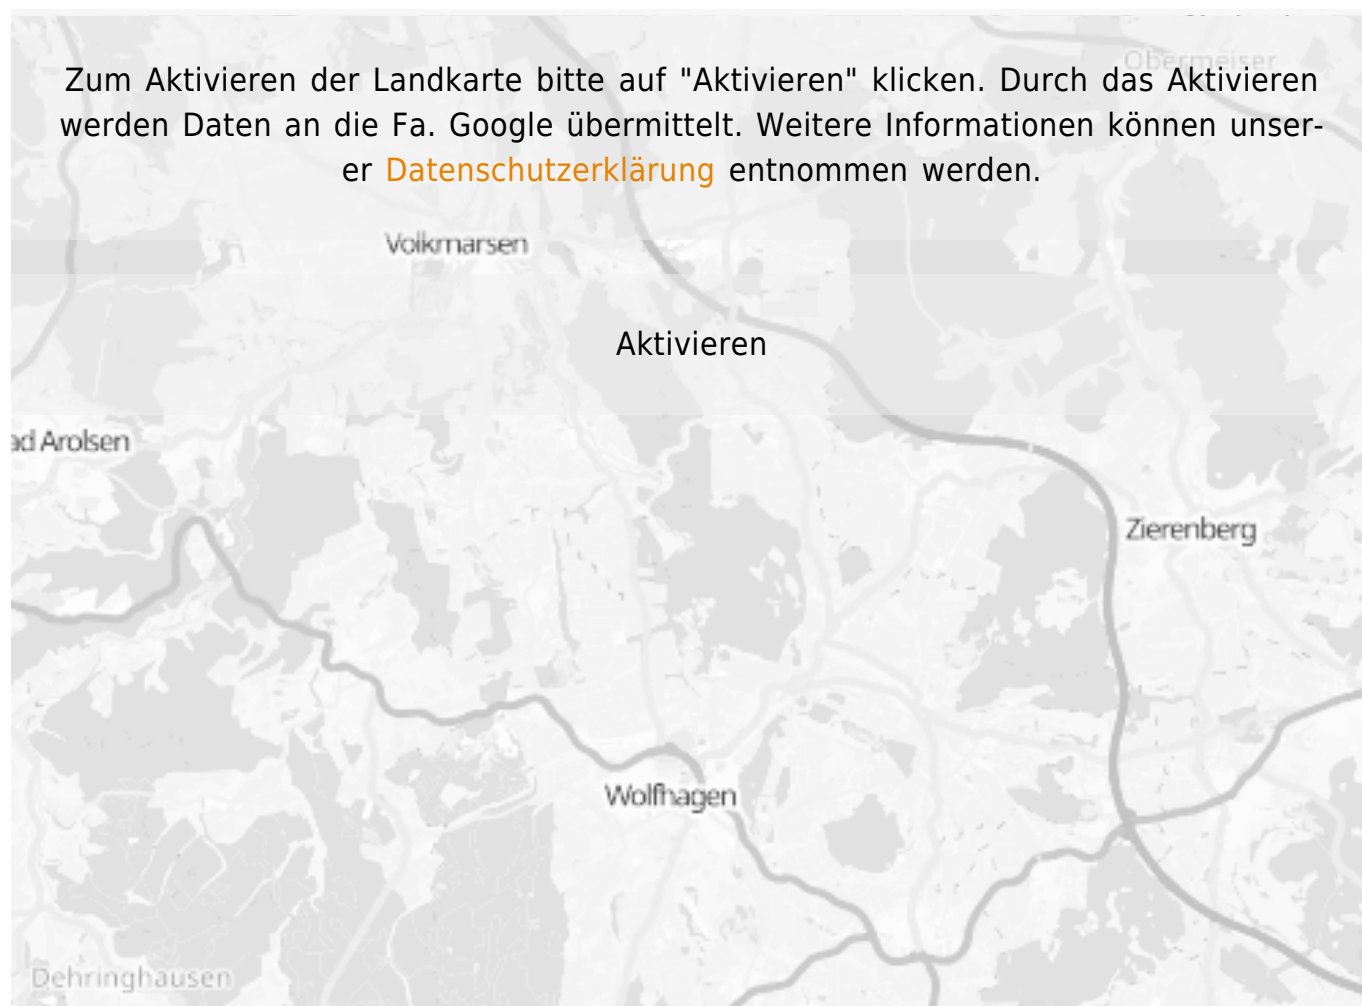 Obermeiser
Zum Aktivieren der Landkarte bitte auf "Aktivieren" klicken. Durch das Aktivieren
werden Daten an die Fa. Google übermittelt. Weitere Informationen können unser-
er Datenschutzerklärung entnommen werden.
Volkmarsen
Aktivieren
ad Arolsen
Zierenberg
Wolfhagen
Dehringhausen